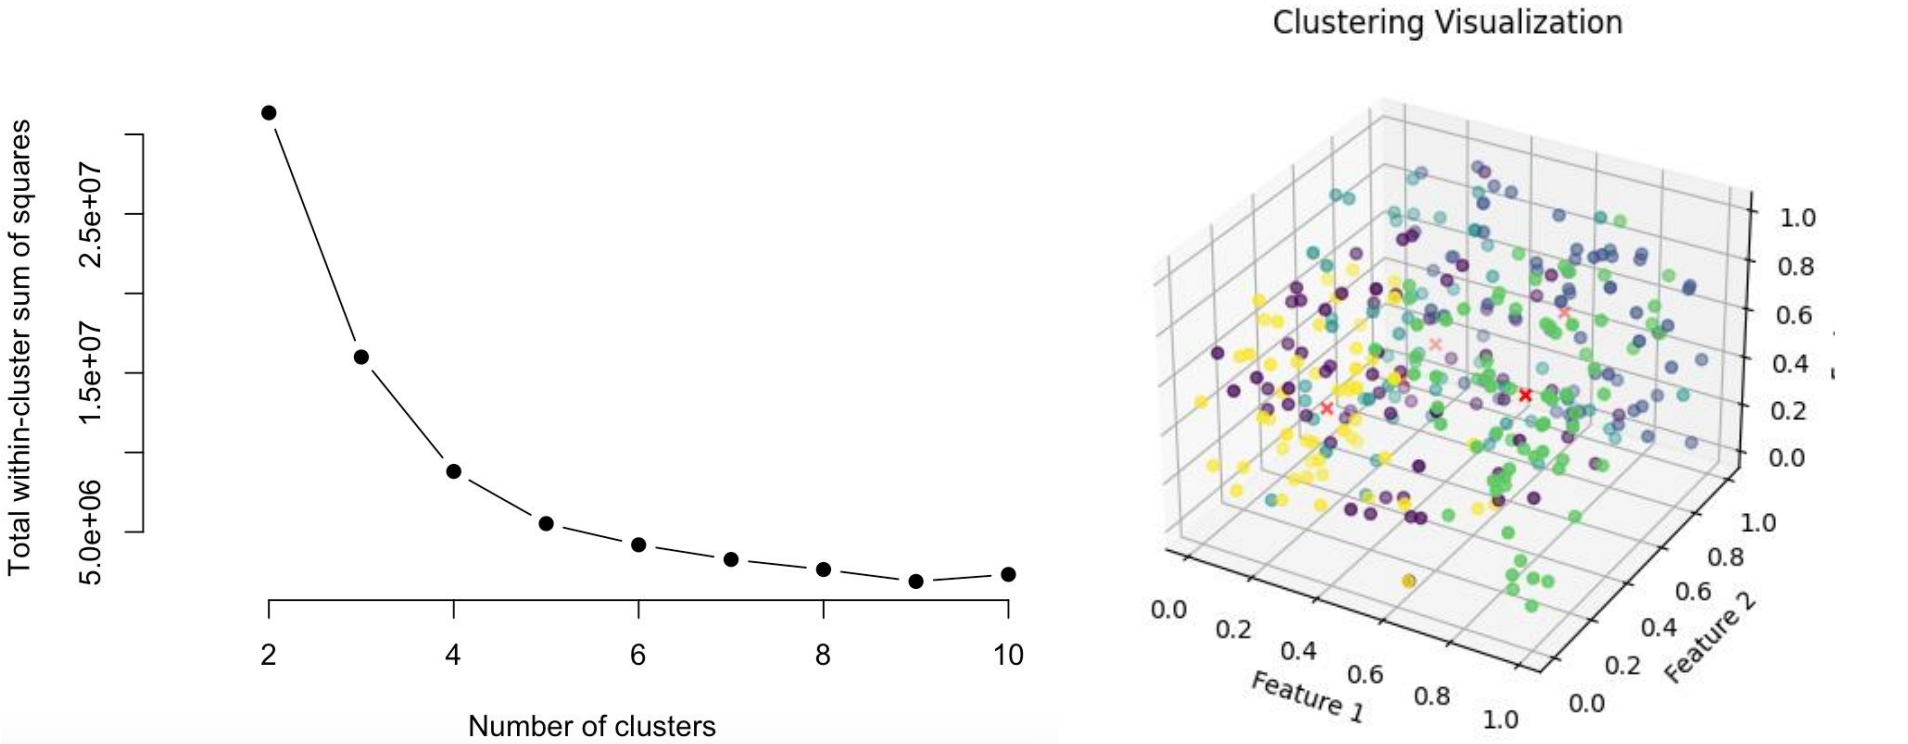 Total within-cluster sum of squares
2.5e+07
1.5e+07
5.0e+06
2
4
6
8
10
Number of clusters
Clustering Visualization
1.0
0.8
0.6
0.4
0.2
0.0
0.0
0.2
0.4
0.6
0.8
1.0
Feature 1
1.0
0.8
0.6
0.4
0.2
0.0
Feature 2